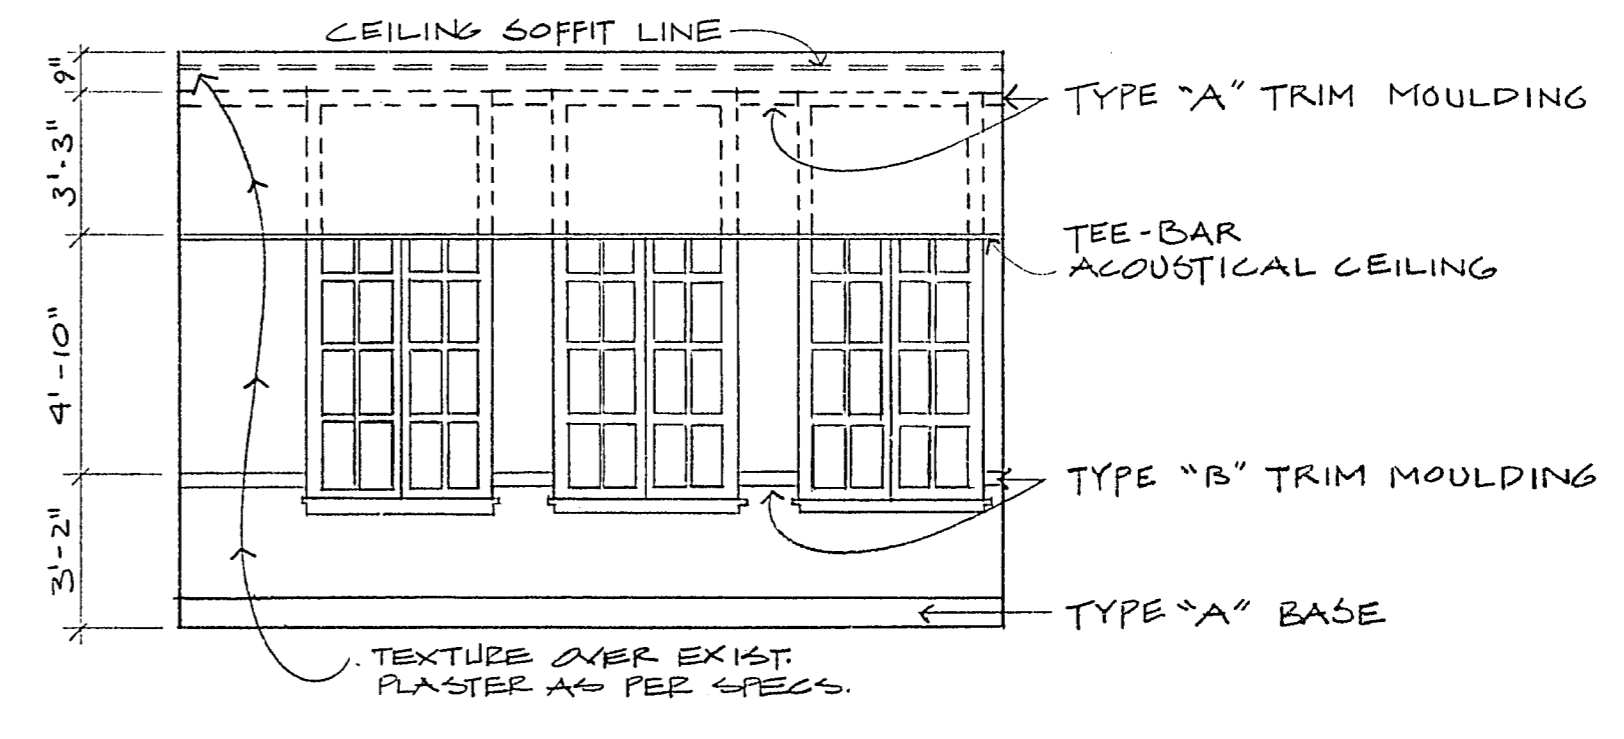 CEILING SOFFIT LINE
9"
TYPE "A" TRIM MOULDING
3'-3"
TEE-BAR
ACOUSTICAL CEILING
4'-10"
TYPE "B" TRIM MOULDING
3'-2"
TYPE "A" BASE
TEXTURE OVER EXIST.
PLASTER AS PER SPECS.